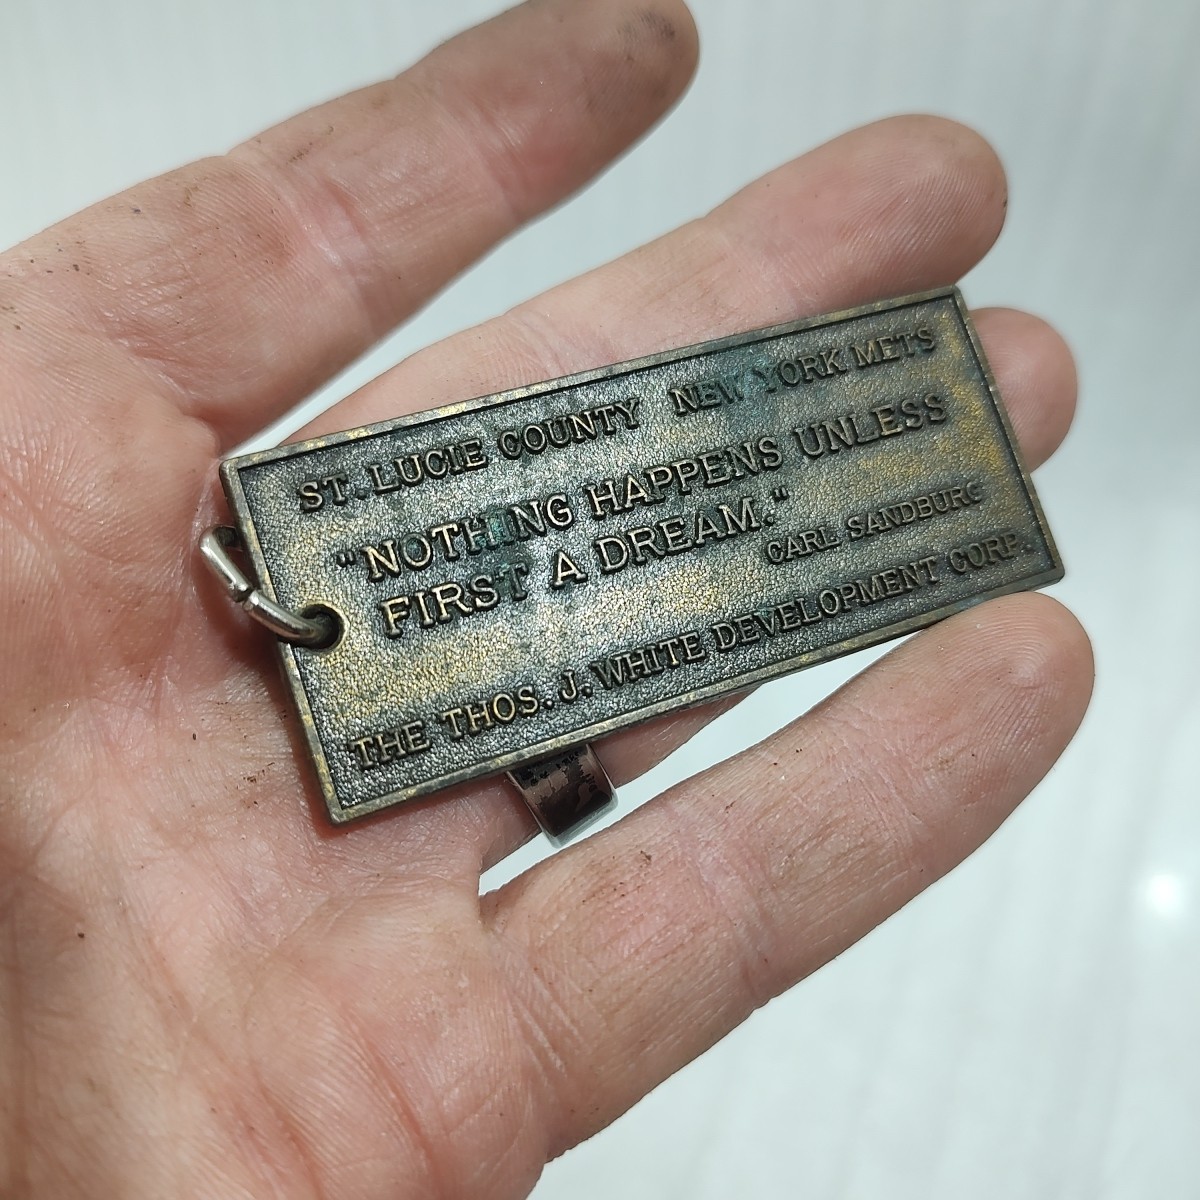 ST. LUCIE COUNTY NEW YORK METS
"NOTHING HAPPENS UNLESS
FIRST A DREAM."
CARL SANDBURG
THE THOS. J. WHITE DEVELOPMENT CORP.